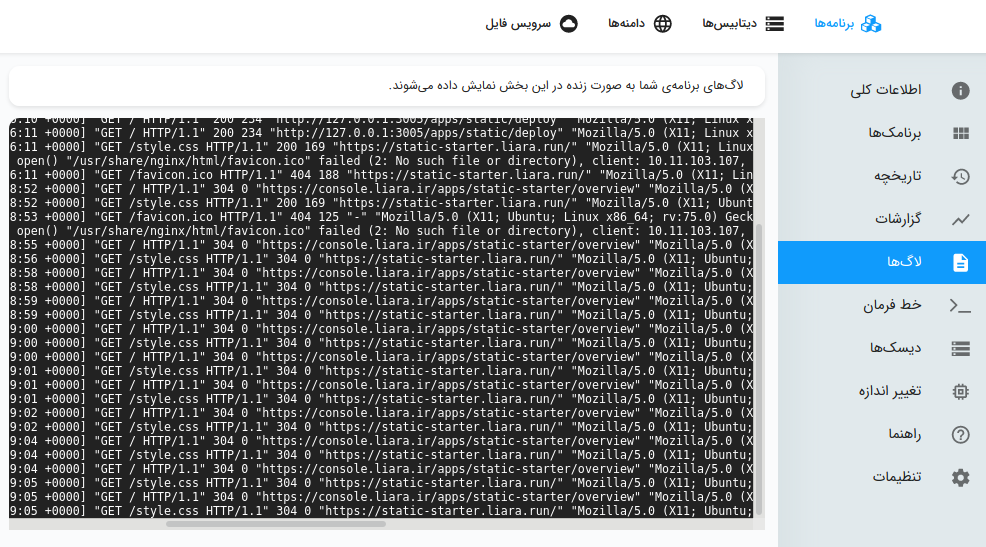 برنامه‌ها
دیتابیس‌ها
دامنه‌ها
سرویس فایل
اطلاعات کلی
برنامک‌ها
تاریخچه
گزارشات
لاگ‌ها
خط فرمان
دیسک‌ها
تغییر اندازه
راهنما
تنظیمات
لاگ‌های برنامه‌ی شما به صورت زنده در این بخش نمایش داده می‌شوند.
6:10 +0000] "GET / HTTP/1.1" 200 234 "http://127.0.0.1:3005/apps/static/deploy" "Mozilla/5.0 (X11; Linux x
6:11 +0000] "GET / HTTP/1.1" 200 234 "http://127.0.0.1:3005/apps/static/deploy" "Mozilla/5.0 (X11; Linux x
6:11 +0000] "GET /style.css HTTP/1.1" 200 169 "https://static-starter.liara.run/" "Mozilla/5.0 (X11; Linux
open() "/usr/share/nginx/html/favicon.ico" failed (2: No such file or directory), client: 10.11.103.107,
6:11 +0000] "GET /favicon.ico HTTP/1.1" 404 188 "https://static-starter.liara.run/" "Mozilla/5.0 (X11; Lin
8:52 +0000] "GET / HTTP/1.1" 304 0 "https://console.liara.ir/apps/static-starter/overview" "Mozilla/5.0 (X
8:52 +0000] "GET /style.css HTTP/1.1" 200 169 "https://static-starter.liara.run/" "Mozilla/5.0 (X11; Ubunt
8:53 +0000] "GET /favicon.ico HTTP/1.1" 404 125 "-" "Mozilla/5.0 (X11; Ubuntu; Linux x86_64; rv:75.0) Geck
open() "/usr/share/nginx/html/favicon.ico" failed (2: No such file or directory), client: 10.11.103.107,
8:55 +0000] "GET / HTTP/1.1" 304 0 "https://console.liara.ir/apps/static-starter/overview" "Mozilla/5.0 (X
8:56 +0000] "GET /style.css HTTP/1.1" 304 0 "https://static-starter.liara.run/" "Mozilla/5.0 (X11; Ubuntu;
8:58 +0000] "GET / HTTP/1.1" 304 0 "https://console.liara.ir/apps/static-starter/overview" "Mozilla/5.0 (X
8:58 +0000] "GET /style.css HTTP/1.1" 304 0 "https://static-starter.liara.run/" "Mozilla/5.0 (X11; Ubuntu;
8:59 +0000] "GET / HTTP/1.1" 304 0 "https://console.liara.ir/apps/static-starter/overview" "Mozilla/5.0 (X
8:59 +0000] "GET /style.css HTTP/1.1" 304 0 "https://static-starter.liara.run/" "Mozilla/5.0 (X11; Ubuntu;
9:00 +0000] "GET / HTTP/1.1" 304 0 "https://console.liara.ir/apps/static-starter/overview" "Mozilla/5.0 (X
9:00 +0000] "GET /style.css HTTP/1.1" 304 0 "https://static-starter.liara.run/" "Mozilla/5.0 (X11; Ubuntu;
9:00 +0000] "GET / HTTP/1.1" 304 0 "https://console.liara.ir/apps/static-starter/overview" "Mozilla/5.0 (X
9:01 +0000] "GET /style.css HTTP/1.1" 304 0 "https://static-starter.liara.run/" "Mozilla/5.0 (X11; Ubuntu;
9:01 +0000] "GET / HTTP/1.1" 304 0 "https://console.liara.ir/apps/static-starter/overview" "Mozilla/5.0 (X
9:01 +0000] "GET /style.css HTTP/1.1" 304 0 "https://static-starter.liara.run/" "Mozilla/5.0 (X11; Ubuntu;
9:02 +0000] "GET / HTTP/1.1" 304 0 "https://console.liara.ir/apps/static-starter/overview" "Mozilla/5.0 (X
9:02 +0000] "GET /style.css HTTP/1.1" 304 0 "https://static-starter.liara.run/" "Mozilla/5.0 (X11; Ubuntu;
9:04 +0000] "GET / HTTP/1.1" 304 0 "https://console.liara.ir/apps/static-starter/overview" "Mozilla/5.0 (X
9:04 +0000] "GET /style.css HTTP/1.1" 304 0 "https://static-starter.liara.run/" "Mozilla/5.0 (X11; Ubuntu;
9:04 +0000] "GET / HTTP/1.1" 304 0 "https://console.liara.ir/apps/static-starter/overview" "Mozilla/5.0 (X
9:05 +0000] "GET /style.css HTTP/1.1" 304 0 "https://static-starter.liara.run/" "Mozilla/5.0 (X11; Ubuntu;
9:05 +0000] "GET / HTTP/1.1" 304 0 "https://console.liara.ir/apps/static-starter/overview" "Mozilla/5.0 (X
9:05 +0000] "GET /style.css HTTP/1.1" 304 0 "https://static-starter.liara.run/" "Mozilla/5.0 (X11; Ubuntu;